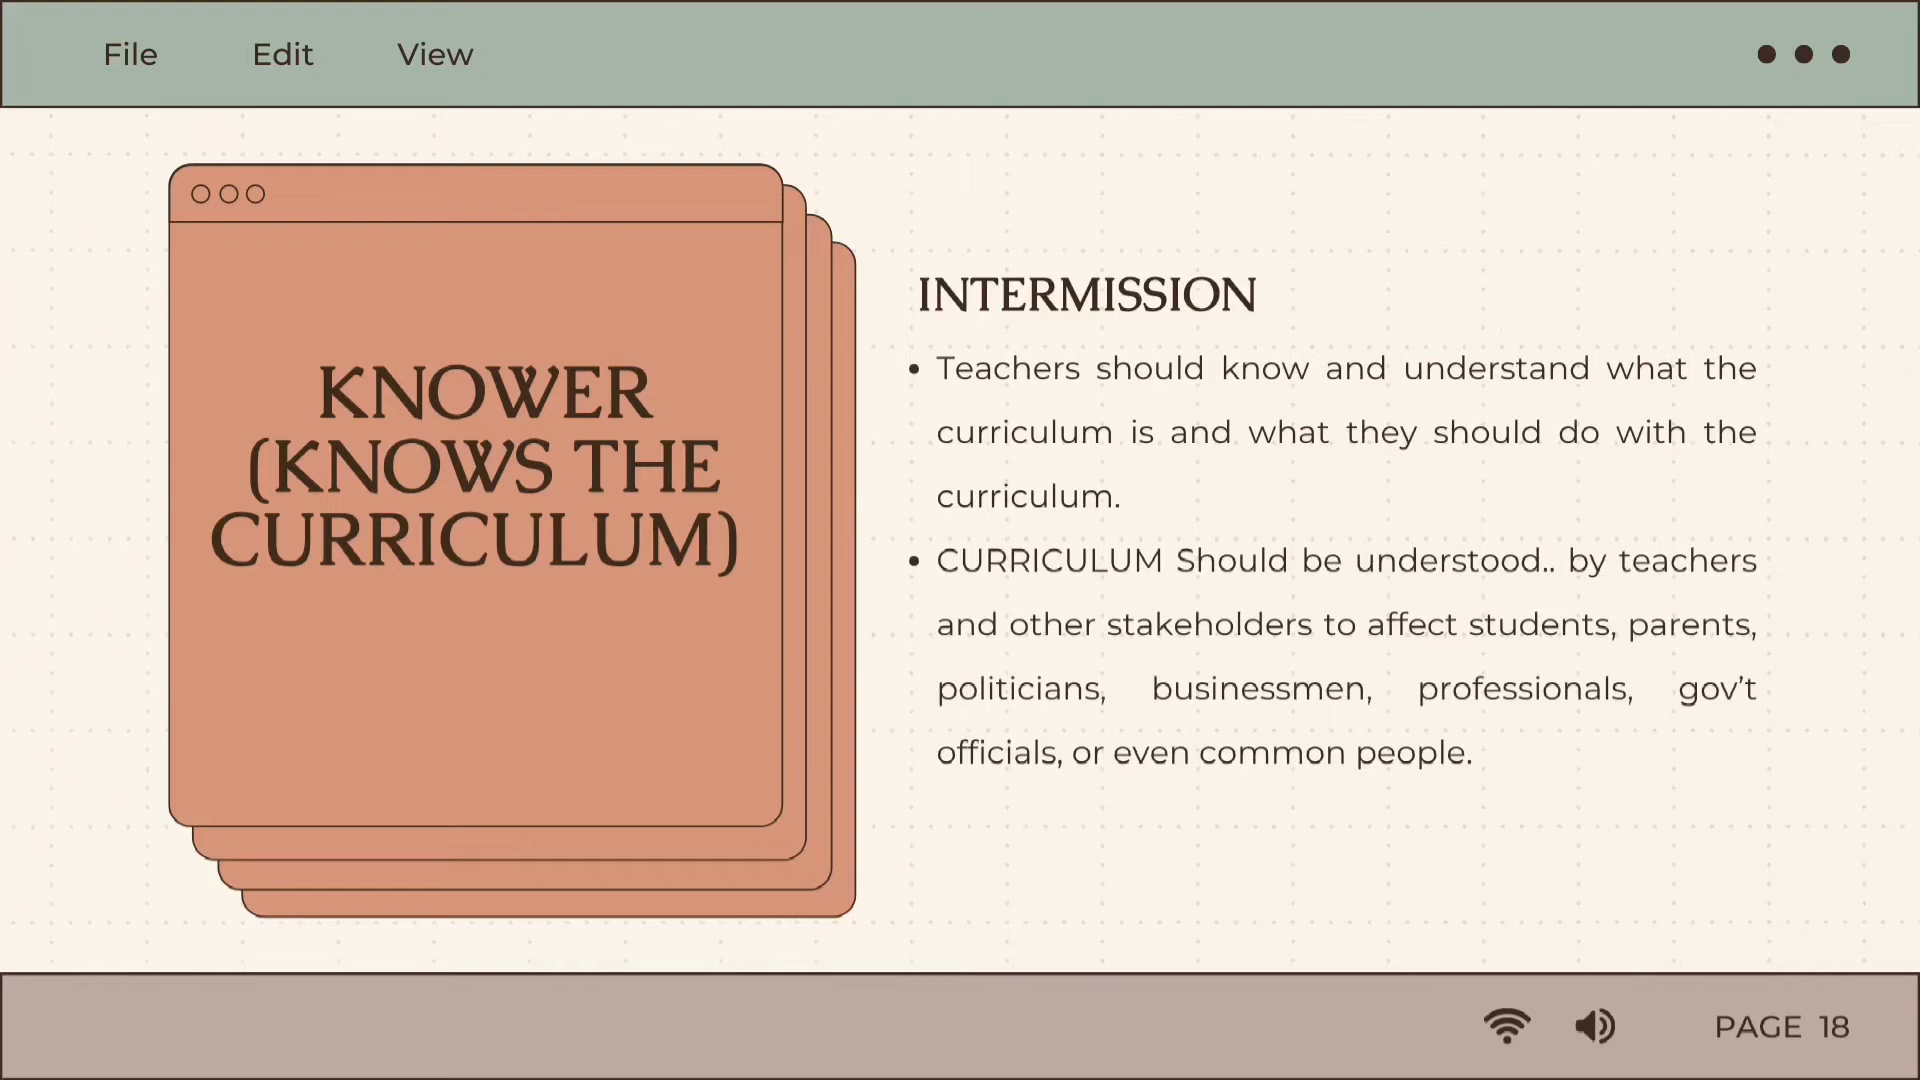 File Edit View
KNOWER
(KNOWS THE
CURRICULUM)
INTERMISSION
• Teachers should know and understand what the
curriculum is and what they should do with the
curriculum.
• CURRICULUM Should be understood.. by teachers
and other stakeholders to affect students, parents,
politicians, businessmen, professionals, gov’t
officials, or even common people.
PAGE 18